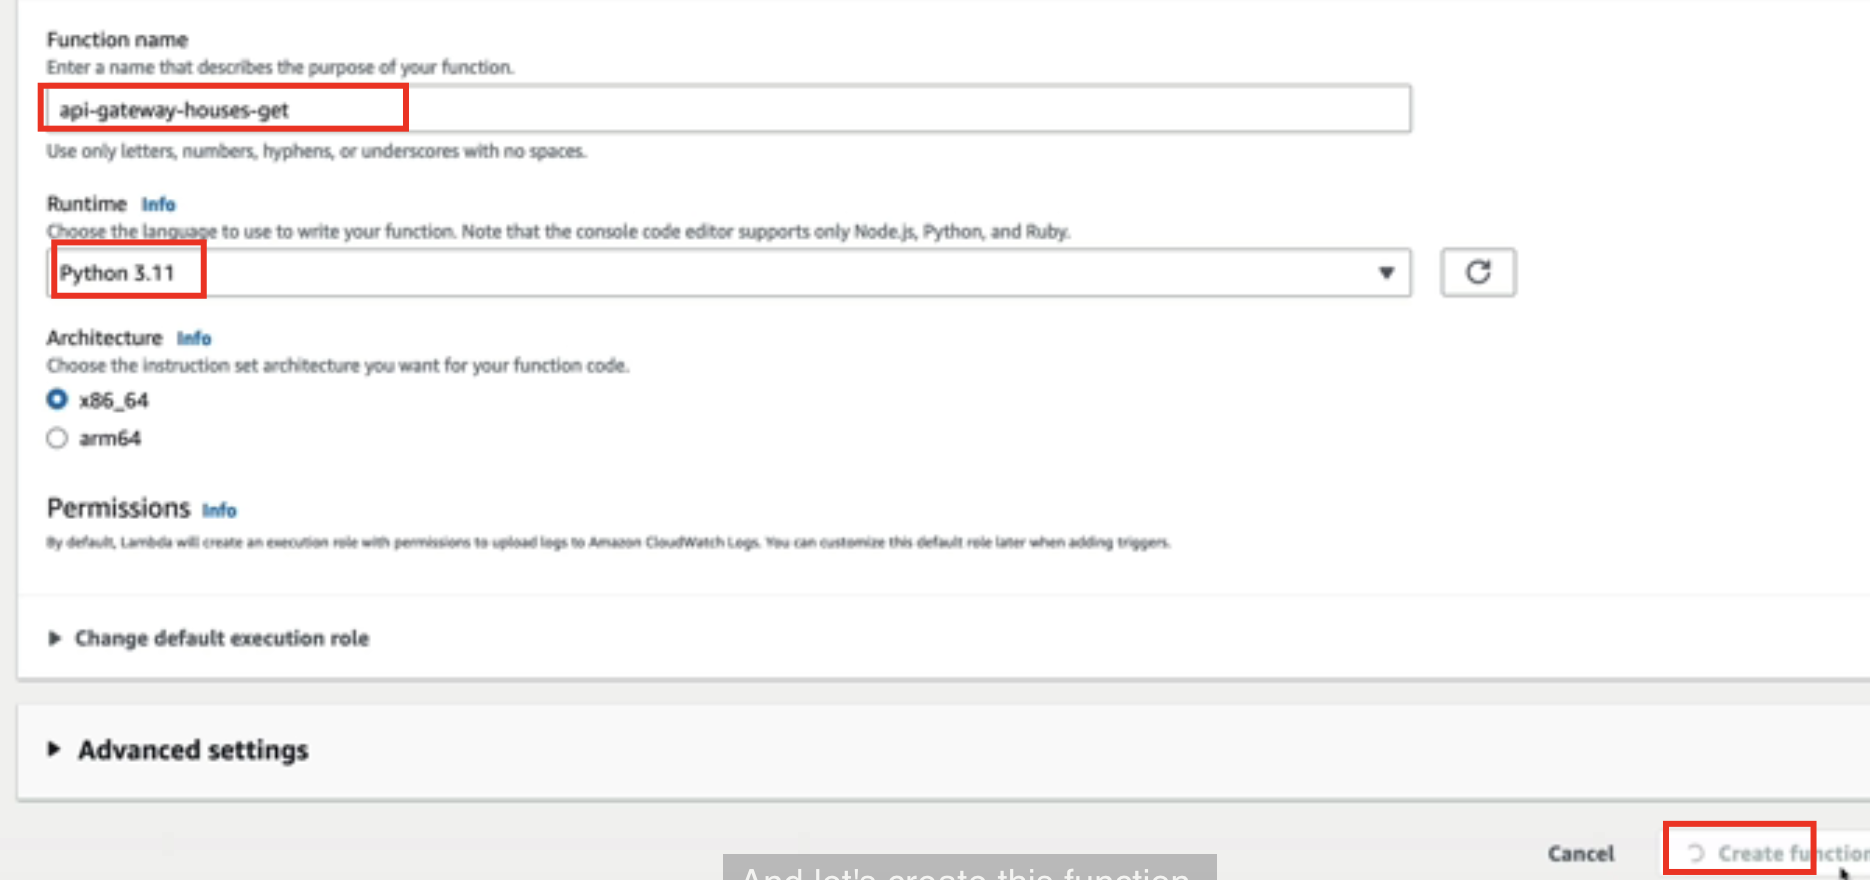 Function name
Enter a name that describes the purpose of your function.
api-gateway-houses-get
Use only letters, numbers, hyphens, or underscores with no spaces.
Runtime Info
Choose the language to use to write your function. Note that the console code editor supports only Node.js, Python, and Ruby.
Python 3.11
Architecture Info
Choose the instruction set architecture you want for your function code.
x86_64
arm64
Permissions Info
By default, Lambda will create an execution role with permissions to upload logs to Amazon CloudWatch Logs. You can customize this default role later when adding triggers.
Change default execution role
Advanced settings
Cancel Create function
And let's create this function